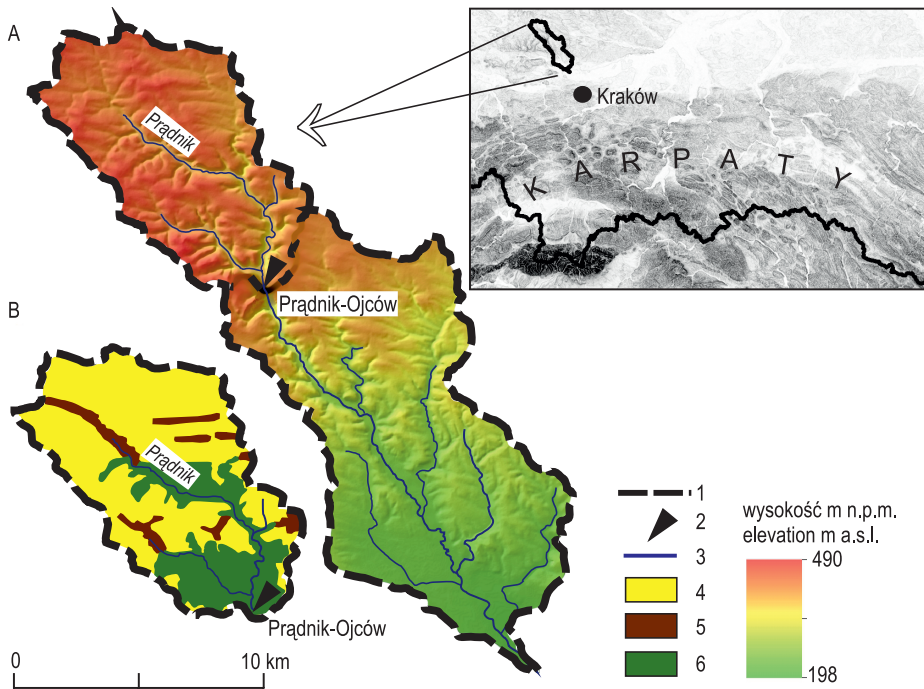 A
Prądnik
Prądnik-Ojców
Kraków
KARPATY
B
Prądnik
Prądnik-Ojców
0
10 km
1
2
3
4
5
6
wysokość m n.p.m.
elevation m a.s.l.
490
198